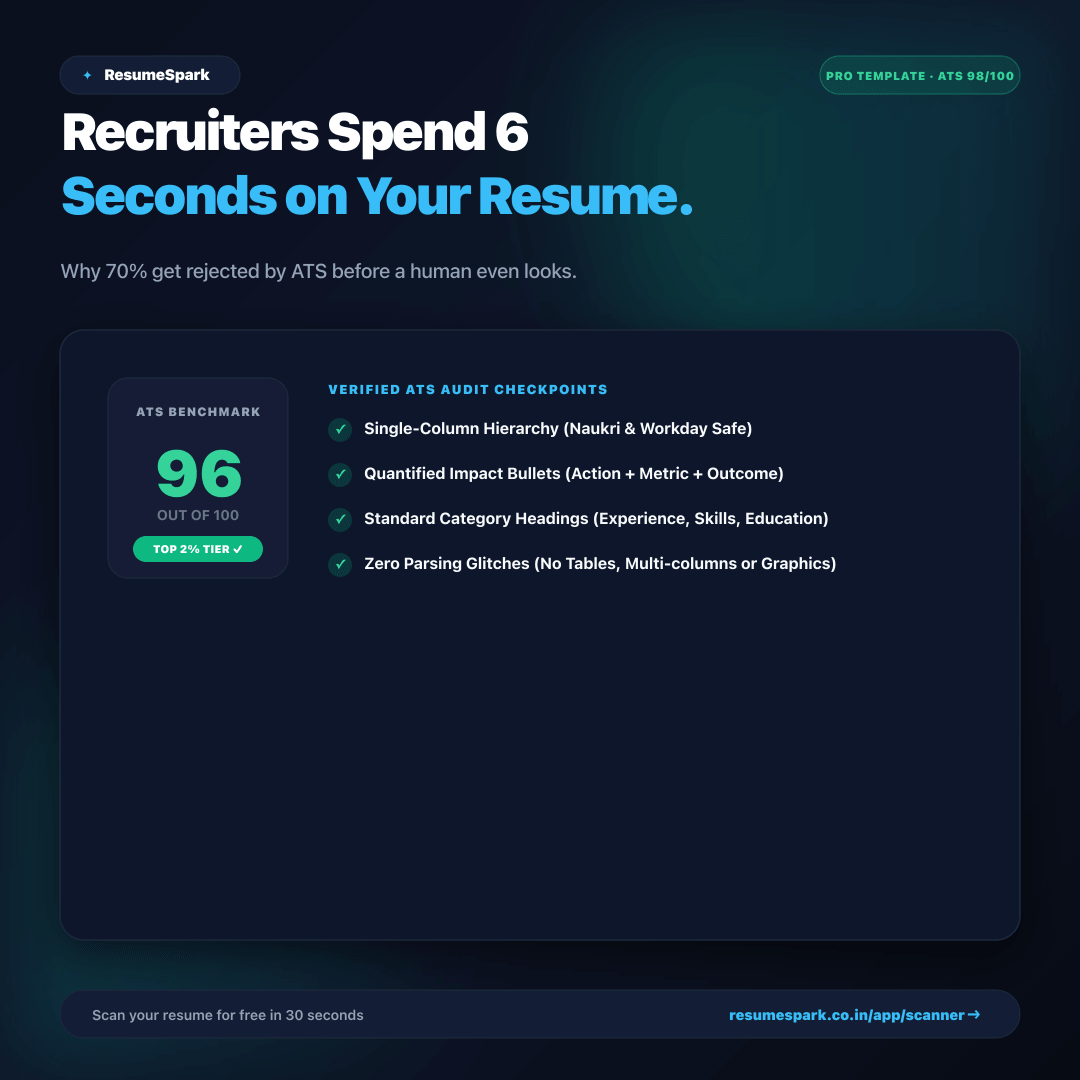 ✦ ResumeSpark
PRO TEMPLATE · ATS 98/100
Recruiters Spend 6
Seconds on Your Resume.
Why 70% get rejected by ATS before a human even looks.
ATS BENCHMARK
96
OUT OF 100
TOP 2% TIER ✓
VERIFIED ATS AUDIT CHECKPOINTS
✓ Single-Column Hierarchy (Naukri & Workday Safe)
✓ Quantified Impact Bullets (Action + Metric + Outcome)
✓ Standard Category Headings (Experience, Skills, Education)
✓ Zero Parsing Glitches (No Tables, Multi-columns or Graphics)
Scan your resume for free in 30 seconds
resumespark.co.in/app/scanner →